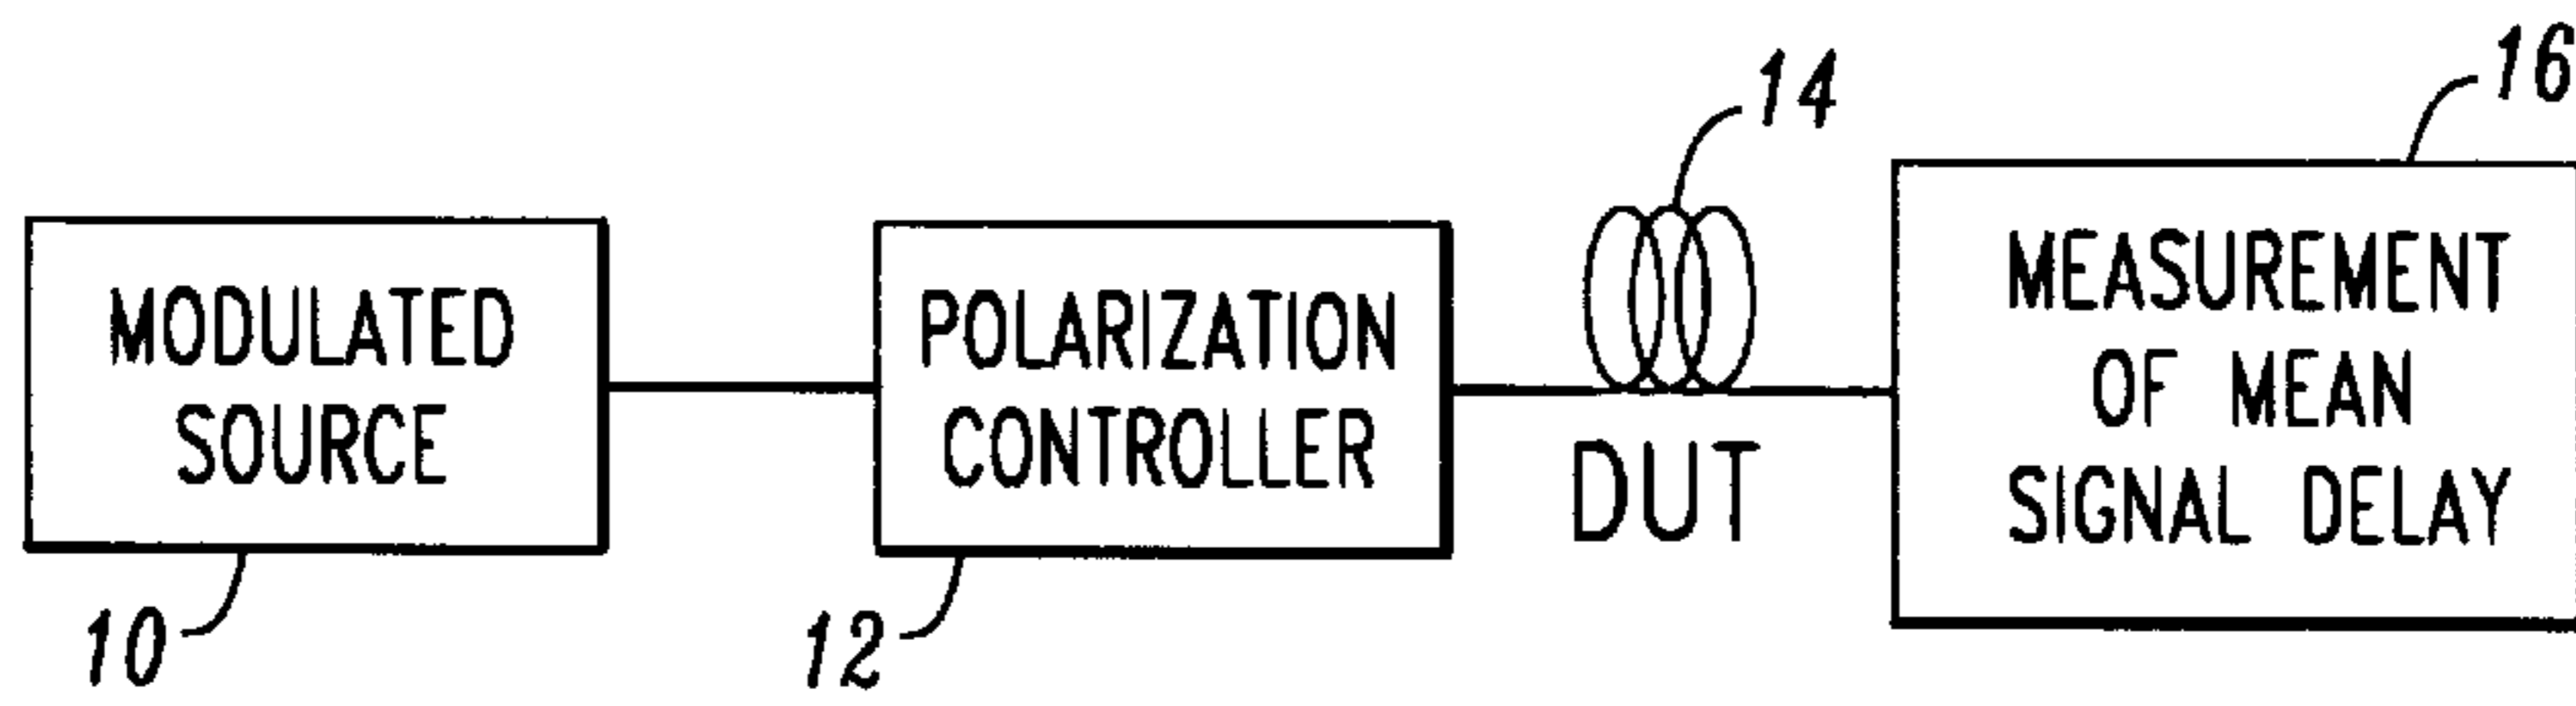 MODULATED
SOURCE
10
POLARIZATION
CONTROLLER
12
14
DUT
16
MEASUREMENT
OF MEAN
SIGNAL DELAY